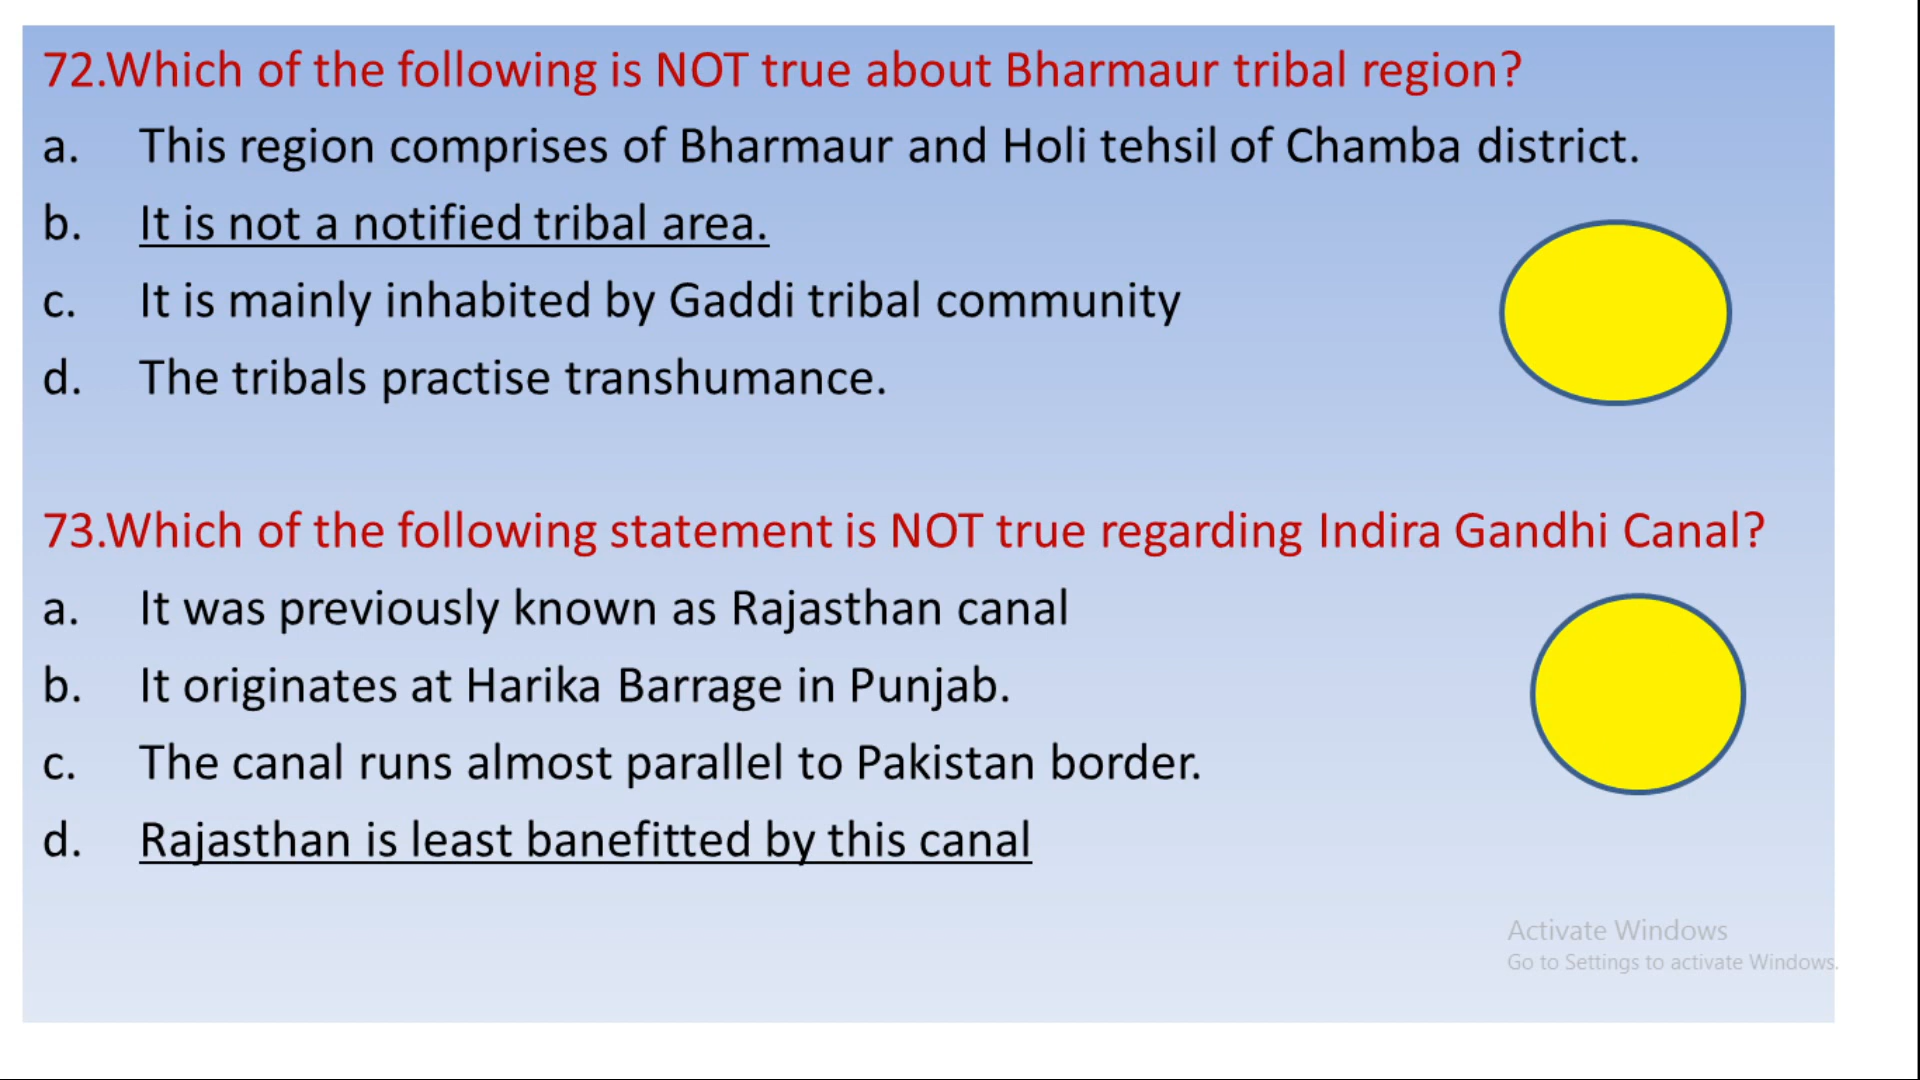 72.Which of the following is NOT true about Bharmaur tribal region?
a. This region comprises of Bharmaur and Holi tehsil of Chamba district.
b. It is not a notified tribal area.
c. It is mainly inhabited by Gaddi tribal community
d. The tribals practise transhumance.
73.Which of the following statement is NOT true regarding Indira Gandhi Canal?
a. It was previously known as Rajasthan canal
b. It originates at Harika Barrage in Punjab.
c. The canal runs almost parallel to Pakistan border.
d. Rajasthan is least banefitted by this canal
Activate Windows
Go to Settings to activate Windows.